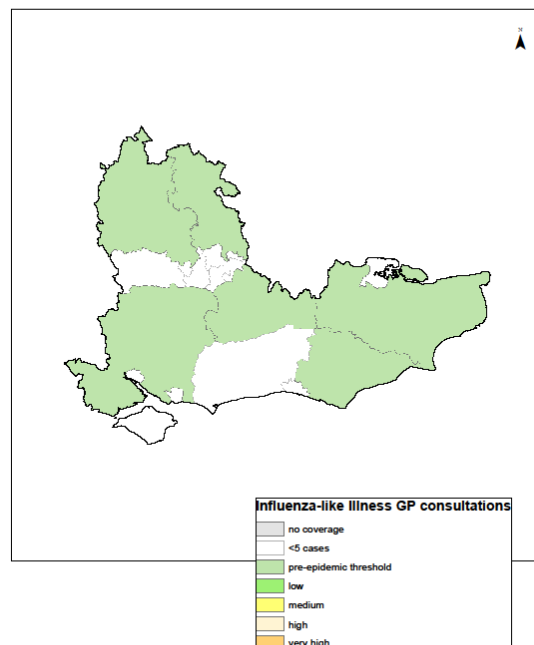 N
Influenza-like Illness GP consultations
no coverage
<5 cases
pre-epidemic threshold
low
medium
high
very high